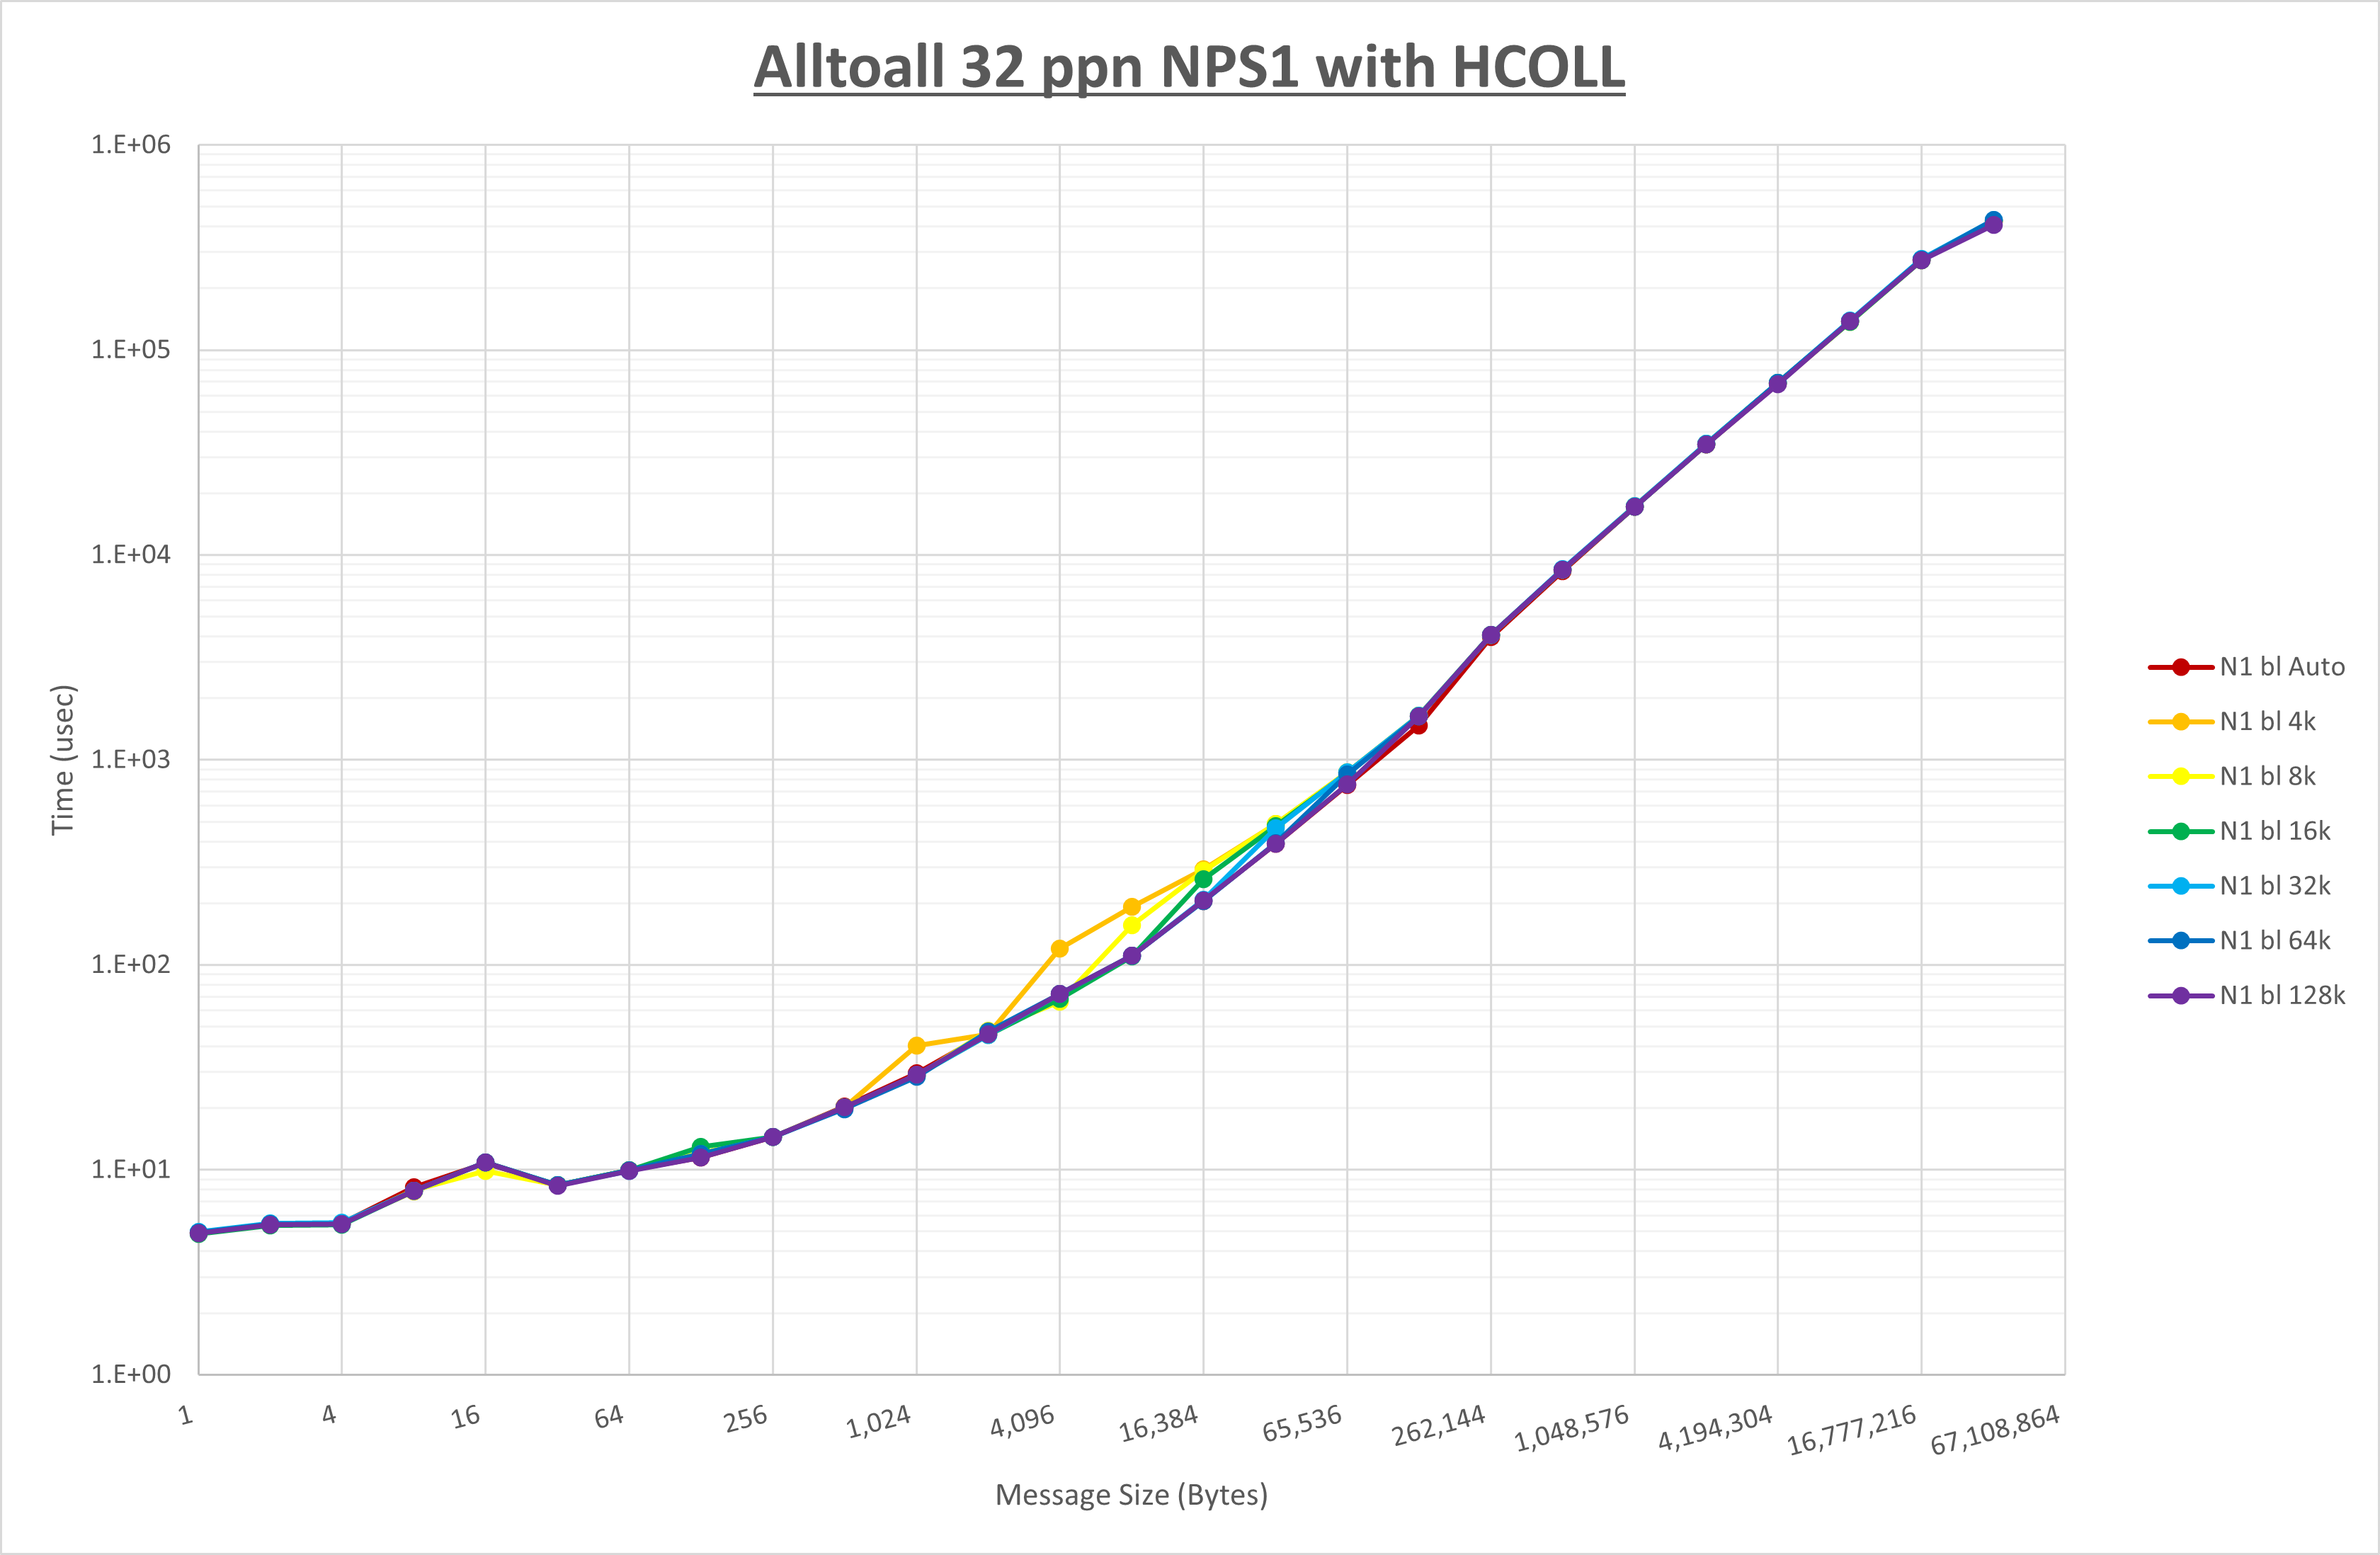 Alltoall 32 ppn NPS1 with HCOLL
1.E+06
1.E+05
1.E+04
1.E+03
1.E+02
1.E+01
1.E+00
Time (usec)
1
4
16
64
256
1,024
4,096
16,384
65,536
262,144
1,048,576
4,194,304
16,777,216
67,108,864
Message Size (Bytes)
N1 bl Auto
N1 bl 4k
N1 bl 8k
N1 bl 16k
N1 bl 32k
N1 bl 64k
N1 bl 128k